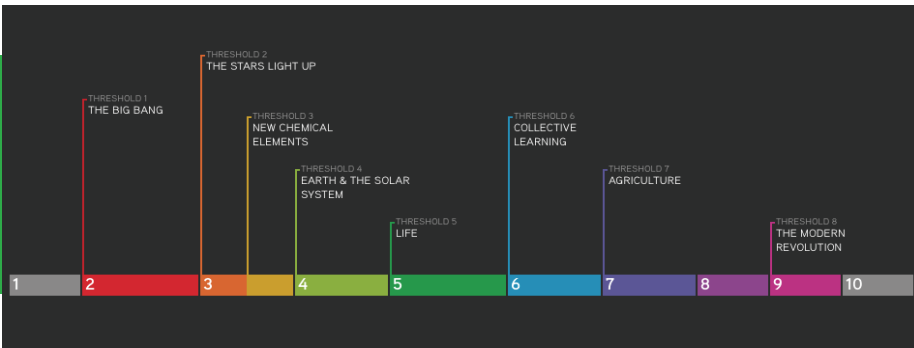 THRESHOLD 1
THE BIG BANG
THRESHOLD 2
THE STARS LIGHT UP
THRESHOLD 3
NEW CHEMICAL
ELEMENTS
THRESHOLD 4
EARTH & THE SOLAR
SYSTEM
THRESHOLD 5
LIFE
THRESHOLD 6
COLLECTIVE
LEARNING
THRESHOLD 7
AGRICULTURE
THRESHOLD 8
THE MODERN
REVOLUTION
1 2 3 4 5 6 7 8 9 10